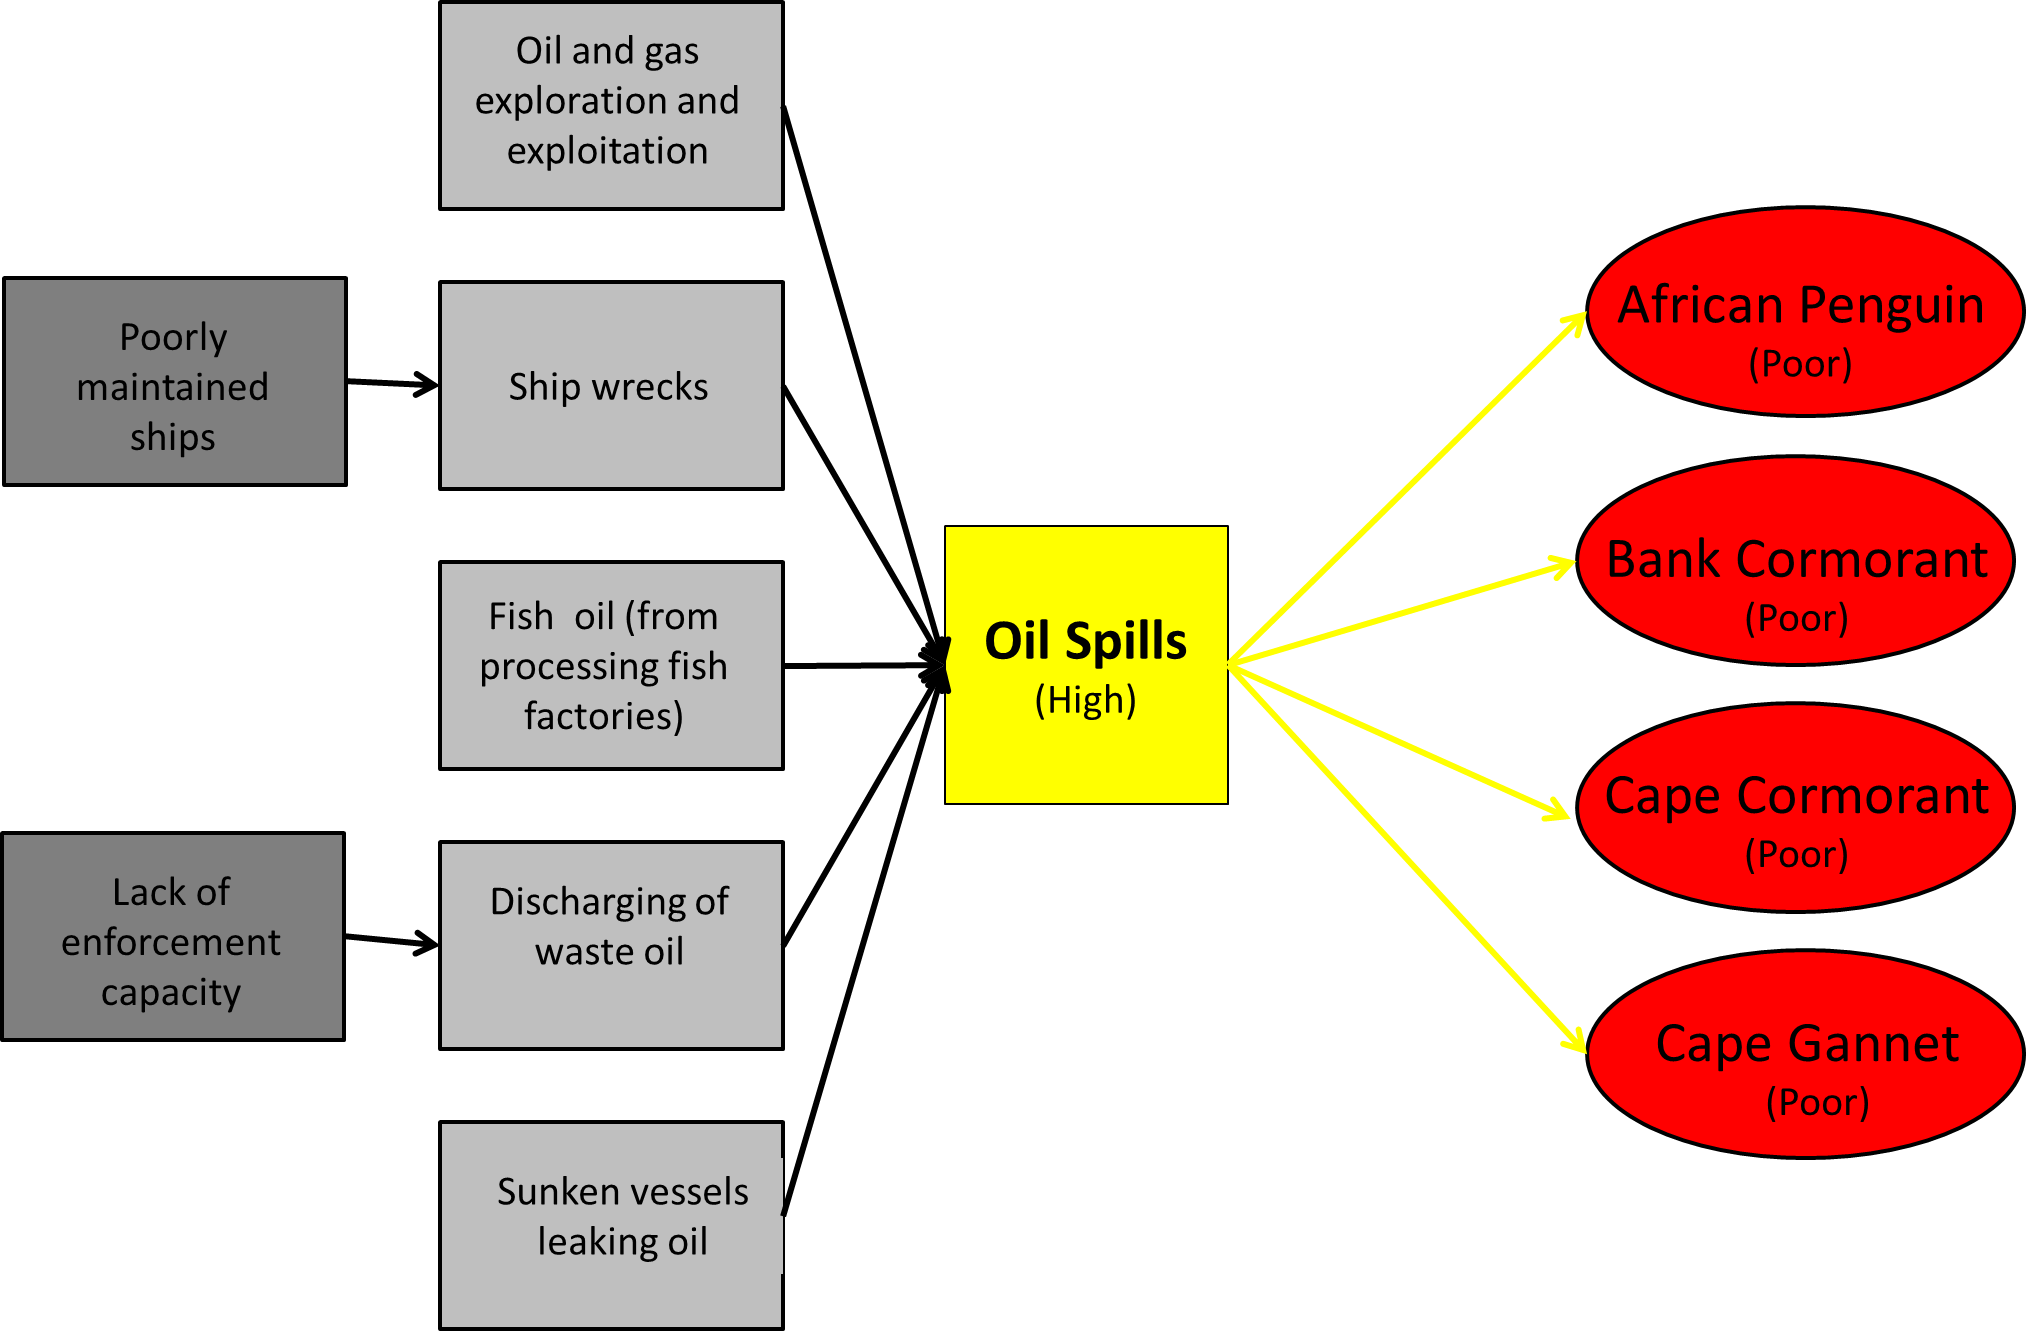 Oil and gas
exploration and
exploitation
Poorly
maintained
ships
Ship wrecks
Fish  oil (from
processing fish
factories)
Lack of
enforcement
capacity
Discharging of
waste oil
Sunken vessels
leaking oil
Oil Spills
(High)
African Penguin
(Poor)
Bank Cormorant
(Poor)
Cape Cormorant
(Poor)
Cape Gannet
(Poor)